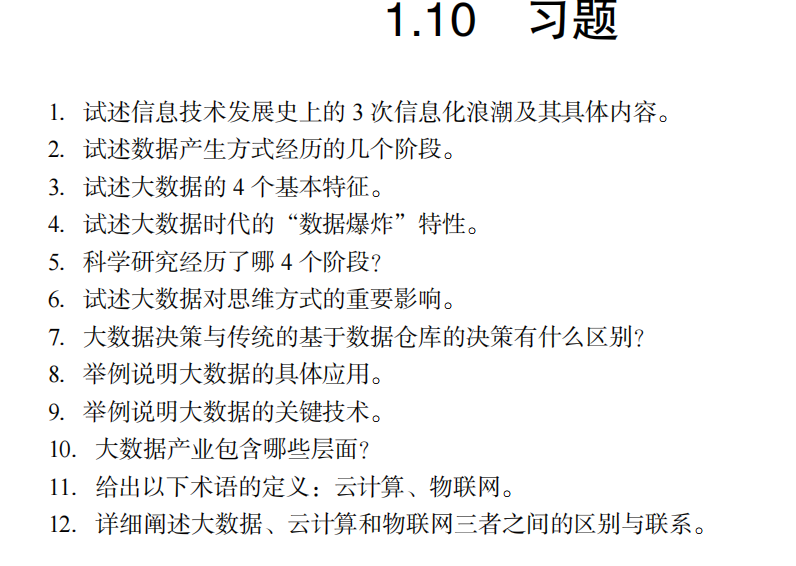 1.10 习题
1. 试述信息技术发展史上的 3 次信息化浪潮及其具体内容。
2. 试述数据产生方式经历的几个阶段。
3. 试述大数据的 4 个基本特征。
4. 试述大数据时代的“数据爆炸”特性。
5. 科学研究经历了哪 4 个阶段？
6. 试述大数据对思维方式的重要影响。
7. 大数据决策与传统的基于数据仓库的决策有什么区别？
8. 举例说明大数据的具体应用。
9. 举例说明大数据的关键技术。
10. 大数据产业包含哪些层面？
11. 给出以下术语的定义：云计算、物联网。
12. 详细阐述大数据、云计算和物联网三者之间的区别与联系。